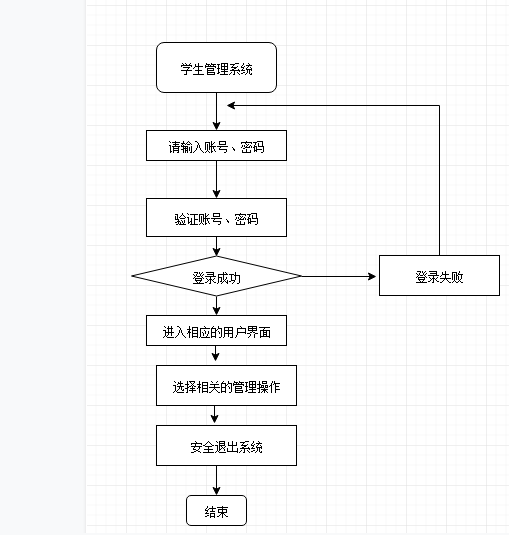 学生管理系统
请输入账号、密码
验证账号、密码
登录成功
登录失败
进入相应的用户界面
选择相关的管理操作
安全退出系统
结束